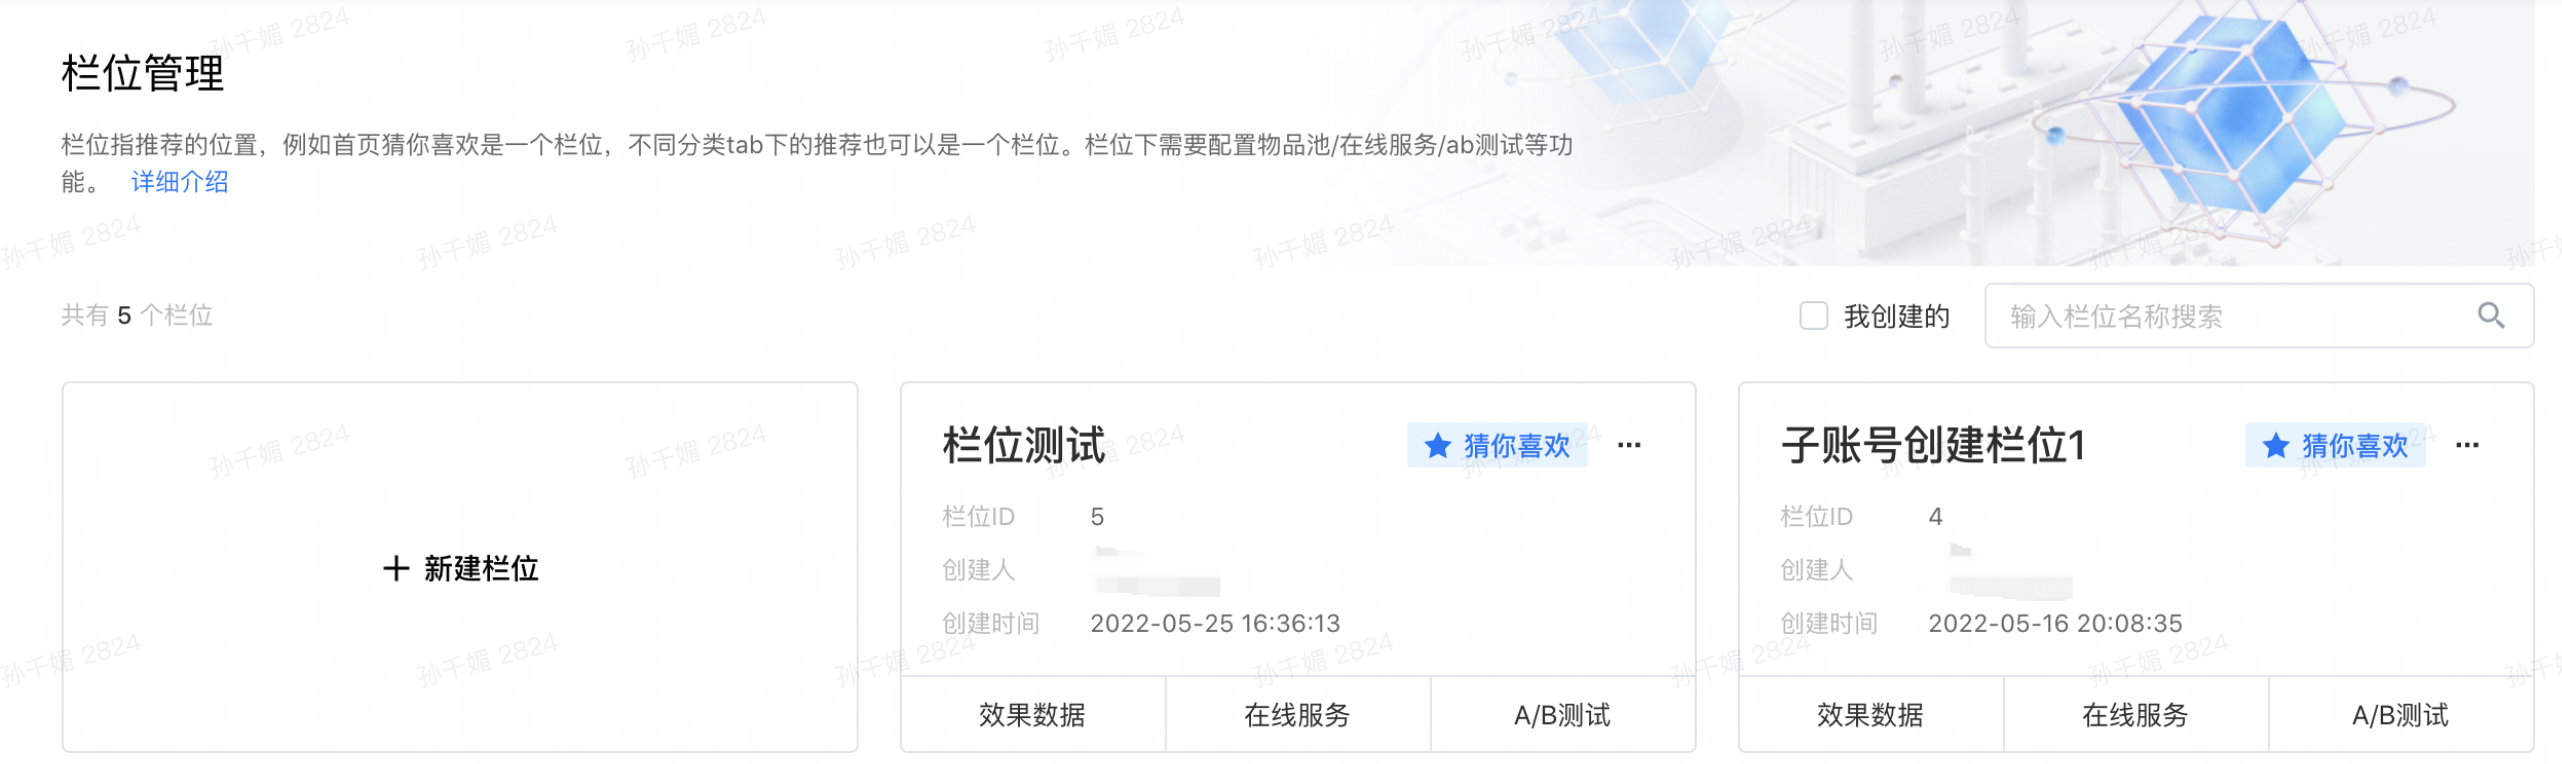 栏位管理
栏位指推荐的位置，例如首页猜你喜欢是一个栏位，不同分类tab下的推荐也可以是一个栏位。栏位下需要配置物品池/在线服务/ab测试等功
能。 详细介绍
共有 5 个栏位
我创建的
输入栏位名称搜索
新建栏位
栏位测试
猜你喜欢
栏位ID 5
创建人
创建时间 2022-05-25 16:36:13
效果数据 在线服务 A/B测试
子账号创建栏位1
猜你喜欢
栏位ID 4
创建人
创建时间 2022-05-16 20:08:35
效果数据 在线服务 A/B测试
孙千媚 2824